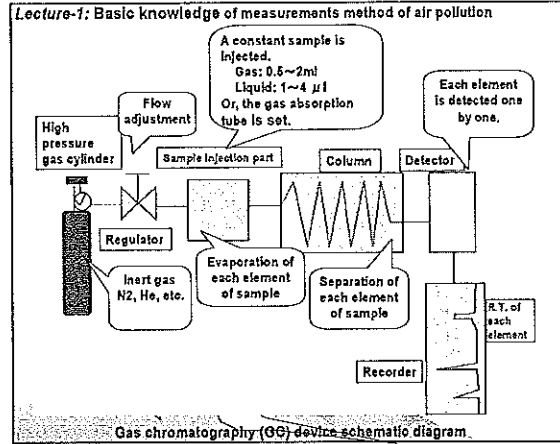 Lecture-1: Basic knowledge of measurements method of air pollution
A constant sample is
injected.
Gas: 0.5~2ml
Liquid: 1~4 μl
Or, the gas absorption
tube is set.
Flow
adjustment
Each element
is detected one
by one.
High
pressure
gas cylinder
Sample injection part
Column
Detector
Regulator
Inert gas
N2, He, etc.
Evaporation of
each element
of sample
Separation of
each element
of sample
R.T. of
each
element
Recorder
Gas chromatography (GC) device schematic diagram